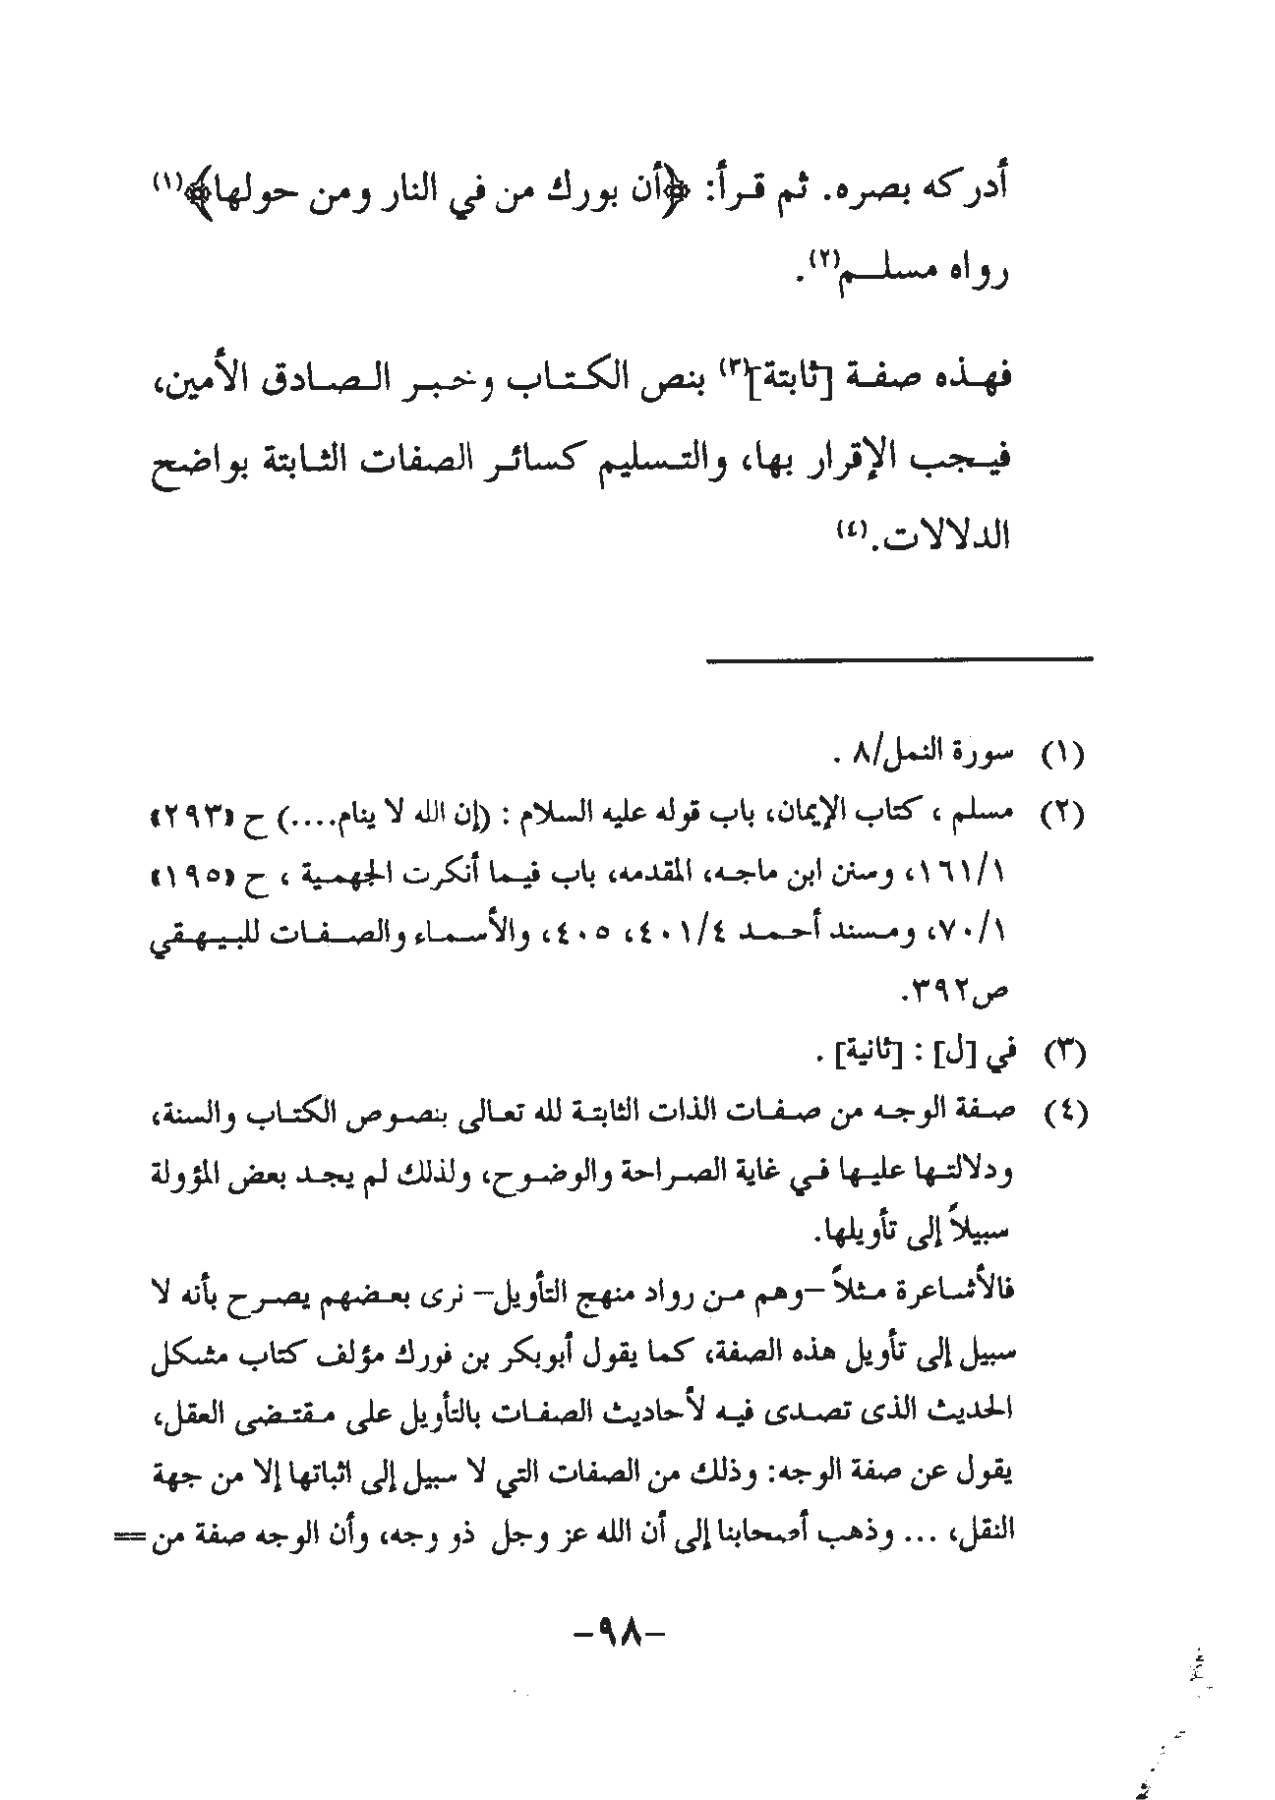 أدركه بصره. ثم قرأ: ﴿أن بورك من في النار ومن حولها﴾(١)
رواه مسلم(٢).
فهذه صفة [ثابتة](٣) بنص الكتاب وخبر الصادق الأمين،
فيجب الإقرار بها، والتسليم كسائر الصفات الثابتة بواضح
الدلالات.(٤)
(١) سورة النمل/٨ .
(٢) مسلم ، كتاب الإيمان، باب قوله عليه السلام : (إن الله لا ينام....) ح «٢٩٣»
١/١٦١، وسنن ابن ماجه، المقدمه، باب فيما أنكرت الجهمية ، ح «١٩٥»
١/٧٠، ومسند أحمد ٤/٤٠١، ٤٠٥، والأسماء والصفات للبيهقي
ص٣٩٢.
(٣) في [ل] : [ثانية] .
(٤) صفة الوجه من صفات الذات الثابتة لله تعالى بنصوص الكتاب والسنة،
ودلالتها عليها في غاية الصراحة والوضوح، ولذلك لم يجد بعض المؤولة
سبيلاً إلى تأويلها.
فالأشاعرة مثلاً –وهم من رواد منهج التأويل– نرى بعضهم يصرح بأنه لا
سبيل إلى تأويل هذه الصفة، كما يقول أبوبكر بن فورك مؤلف كتاب مشكل
الحديث الذى تصدى فيه لأحاديث الصفات بالتأويل على مقتضى العقل،
يقول عن صفة الوجه: وذلك من الصفات التي لا سبيل إلى اثباتها إلا من جهة
النقل، ... وذهب أصحابنا إلى أن الله عز وجل ذو وجه، وأن الوجه صفة من ==
–٩٨–